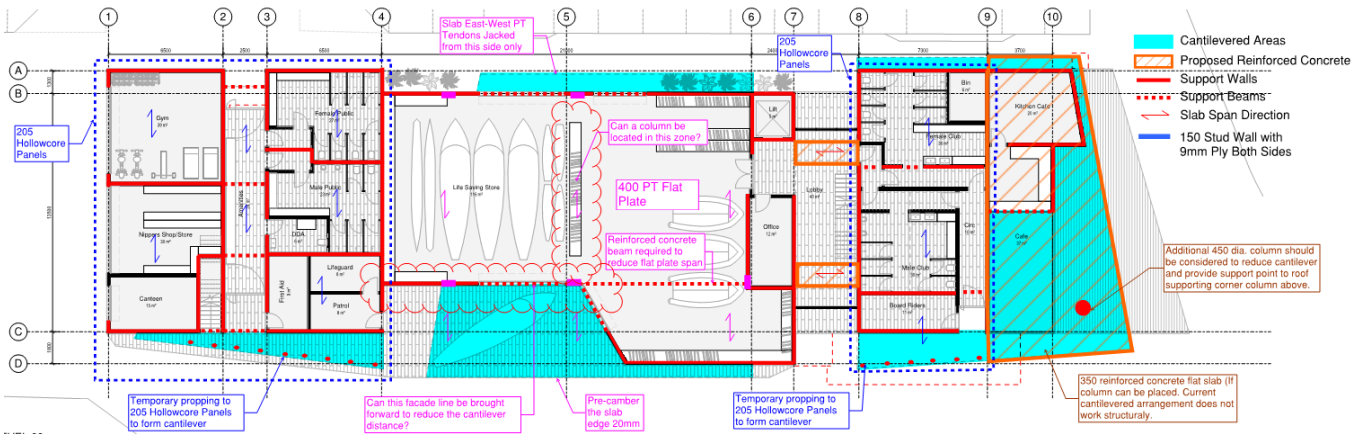 1 2 3 4 5 6 7 8 9 10
A
B
C
D
Slab East-West PT
Tendons Jacked
from this side only
205
Hollowcore
Panels
Cantilevered Areas
Proposed Reinforced Concrete
Support Walls
Support Beams
Slab Span Direction
150 Stud Wall with
9mm Ply Both Sides
6500
2500
6500
2400
7300
3700
205
Hollowcore
Panels
Gym
Female Public
Can a column be
located in this zone?
Lift
Bin
Kitchen Cafe
Female Club
Nippers Shop/Store
Amenities
Male Public
DDA
Life Saving Store
400 PT Flat
Plate
Lobby
Office
Circ
Cafe
Male Club
Reinforced concrete
beam required to
reduce flat plate span
Additional 450 dia. column should
be considered to reduce cantilever
and provide support point to roof
supporting corner column above.
Canteen
First Aid
Lifeguard
Patrol
Board Riders
Temporary propping to
205 Hollowcore Panels
to form cantilever
Can this facade line be brought
forward to reduce the cantilever
distance?
Pre-camber
the slab
edge 20mm
Temporary propping to
205 Hollowcore Panels
to form cantilever
350 reinforced concrete flat slab (If
column can be placed. Current
cantilevered arrangement does not
work structuraly.